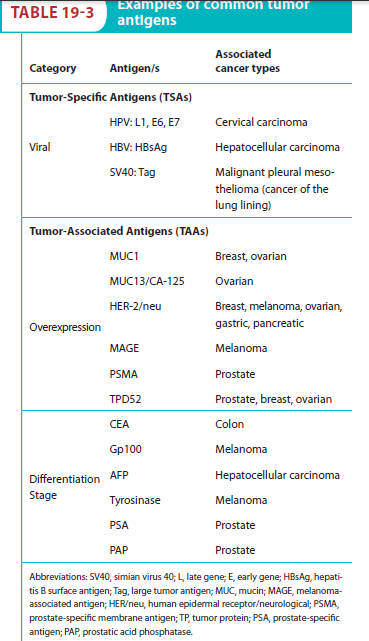 TABLE 19-3
Examples of common tumor
antigens
Associated
Category Antigen/s cancer types
Tumor-Specific Antigens (TSAs)
HPV: L1, E6, E7 Cervical carcinoma
Viral HBV: HBsAg Hepatocellular carcinoma
SV40: Tag Malignant pleural meso-
thelioma (cancer of the
lung lining)
Tumor-Associated Antigens (TAAs)
MUC1 Breast, ovarian
MUC13/CA-125 Ovarian
HER-2/neu Breast, melanoma, ovarian,
gastric, pancreatic
Overexpression
MAGE Melanoma
PSMA Prostate
TPD52 Prostate, breast, ovarian
CEA Colon
Gp100 Melanoma
Differentiation AFP Hepatocellular carcinoma
Stage
Tyrosinase Melanoma
PSA Prostate
PAP Prostate
Abbreviations: SV40, simian virus 40; L, late gene; E, early gene; HBsAg, hepati-
tis B surface antigen; Tag, large tumor antigen; MUC, mucin; MAGE, melanoma-
associated antigen; HER/neu, human epidermal receptor/neurological; PSMA,
prostate-specific membrane antigen; TP, tumor protein; PSA, prostate-specific
antigen; PAP, prostatic acid phosphatase.